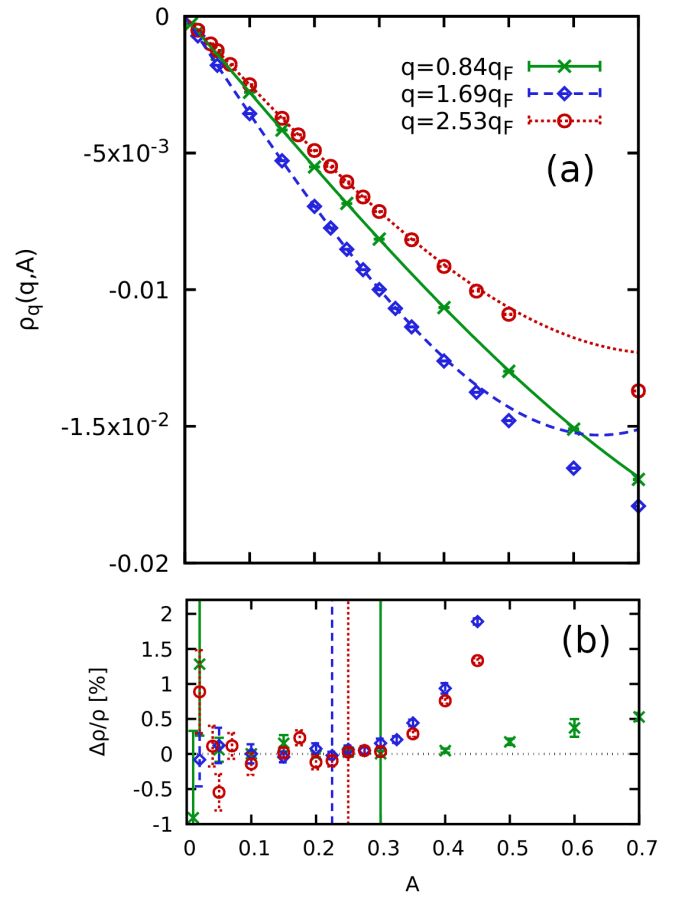 0
-5x10⁻³
-0.01
-1.5x10⁻²
-0.02
ρq(q,A)
q=0.84qF
q=1.69qF
q=2.53qF
(a)
2
1.5
1
0.5
0
-0.5
-1
Δρ/ρ [%]
(b)
0 0.1 0.2 0.3 0.4 0.5 0.6 0.7
A